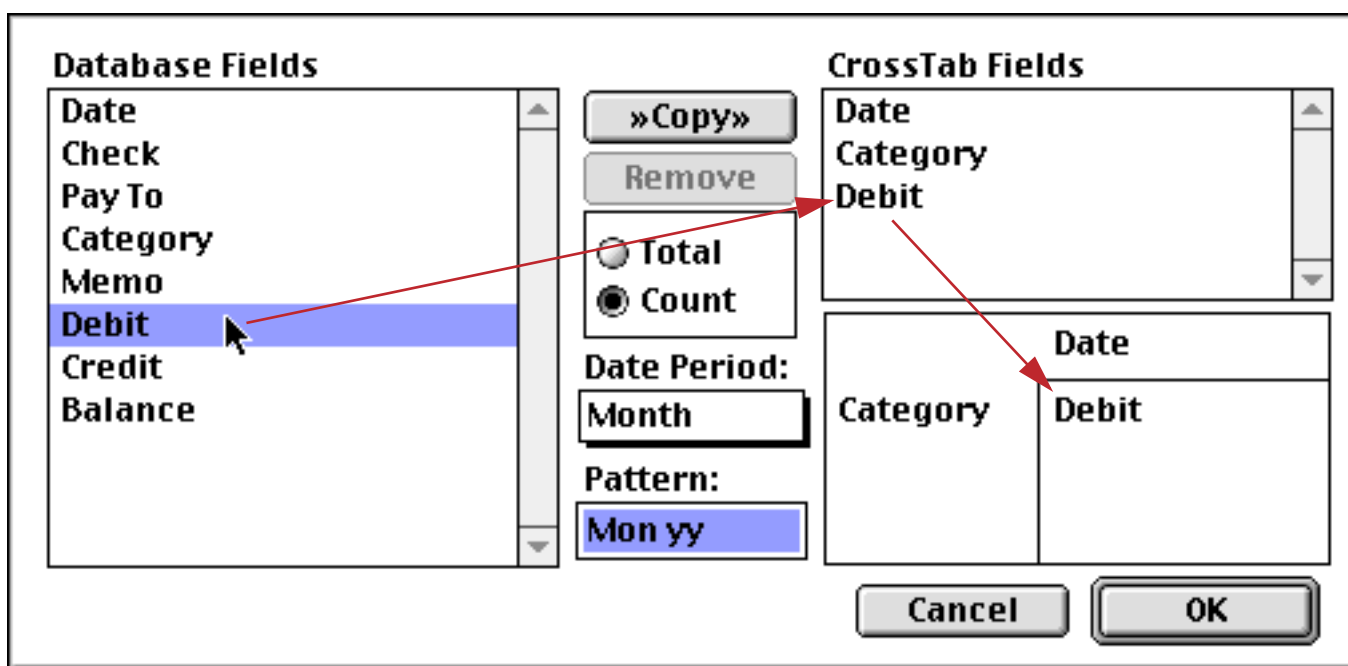 Database Fields
Date
Check
Pay To
Category
Memo
Debit
Credit
Balance
»Copy»
Remove
Total
Count
Date Period:
Month
Pattern:
Mon yy
CrossTab Fields
Date
Category
Debit
Date
Category
Debit
Cancel
OK